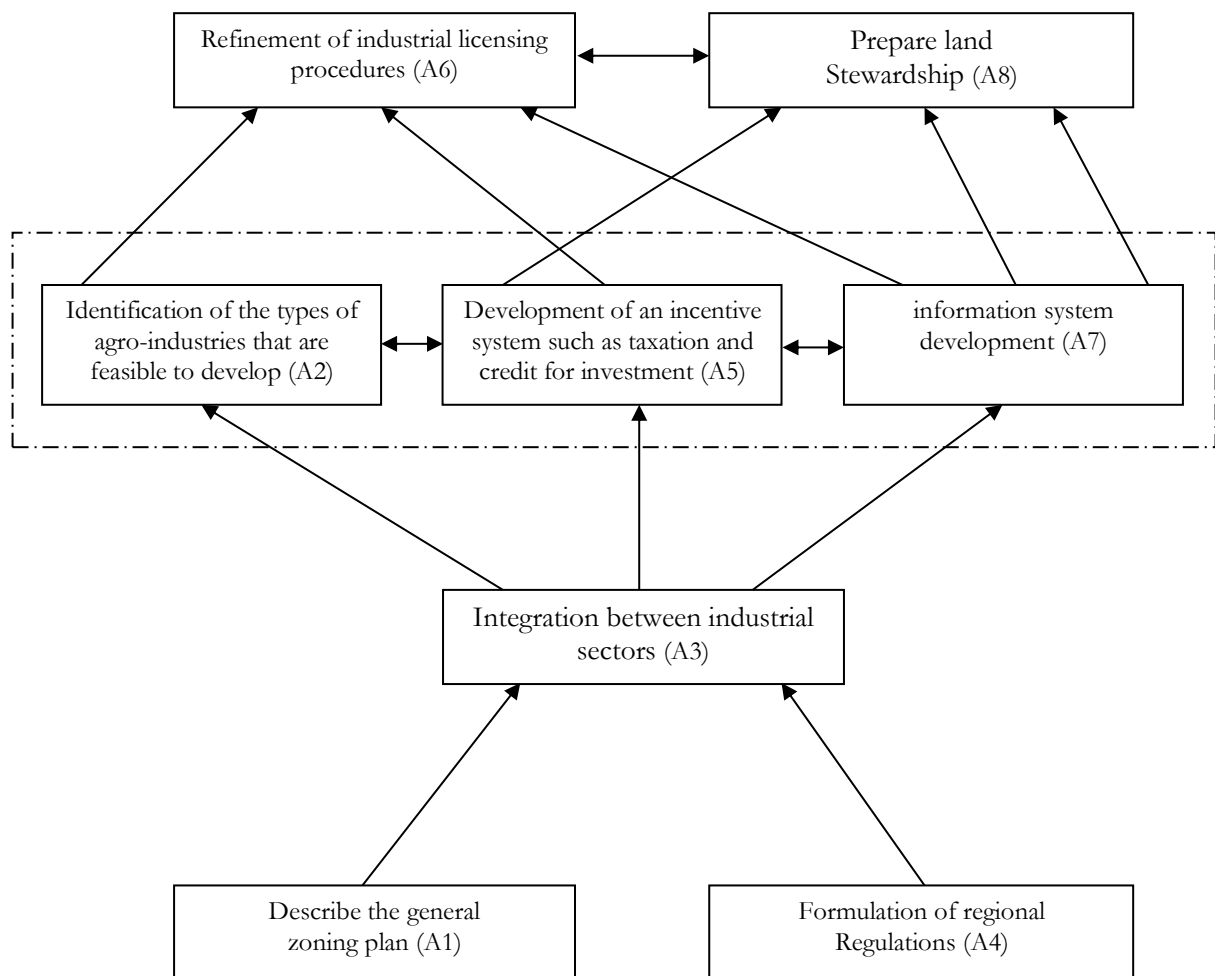 Refinement of industrial licensing
procedures (A6)
Prepare land
Stewardship (A8)
Identification of the types of
agro-industries that are
feasible to develop (A2)
Development of an incentive
system such as taxation and
credit for investment (A5)
information system
development (A7)
Integration between industrial
sectors (A3)
Describe the general
zoning plan (A1)
Formulation of regional
Regulations (A4)